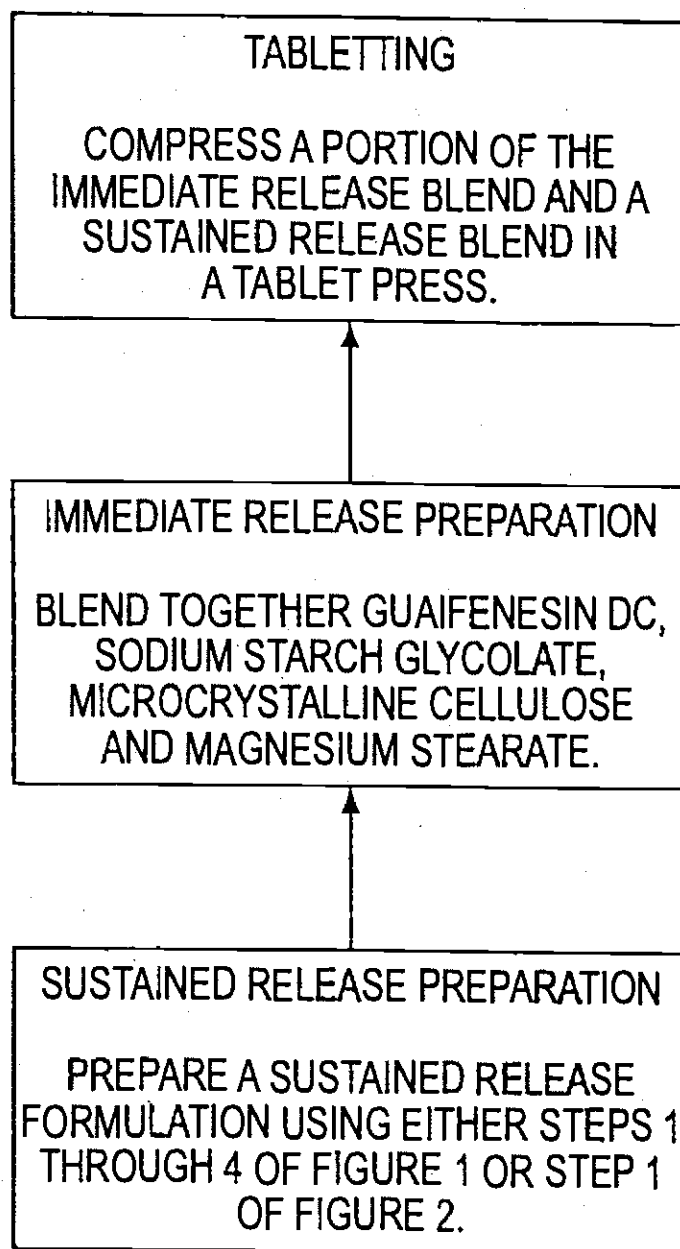 TABLETTING
COMPRESS A PORTION OF THE
IMMEDIATE RELEASE BLEND AND A
SUSTAINED RELEASE BLEND IN
A TABLET PRESS.
IMMEDIATE RELEASE PREPARATION
BLEND TOGETHER GUAIFENESIN DC,
SODIUM STARCH GLYCOLATE,
MICROCRYSTALLINE CELLULOSE
AND MAGNESIUM STEARATE.
SUSTAINED RELEASE PREPARATION
PREPARE A SUSTAINED RELEASE
FORMULATION USING EITHER STEPS 1
THROUGH 4 OF FIGURE 1 OR STEP 1
OF FIGURE 2.